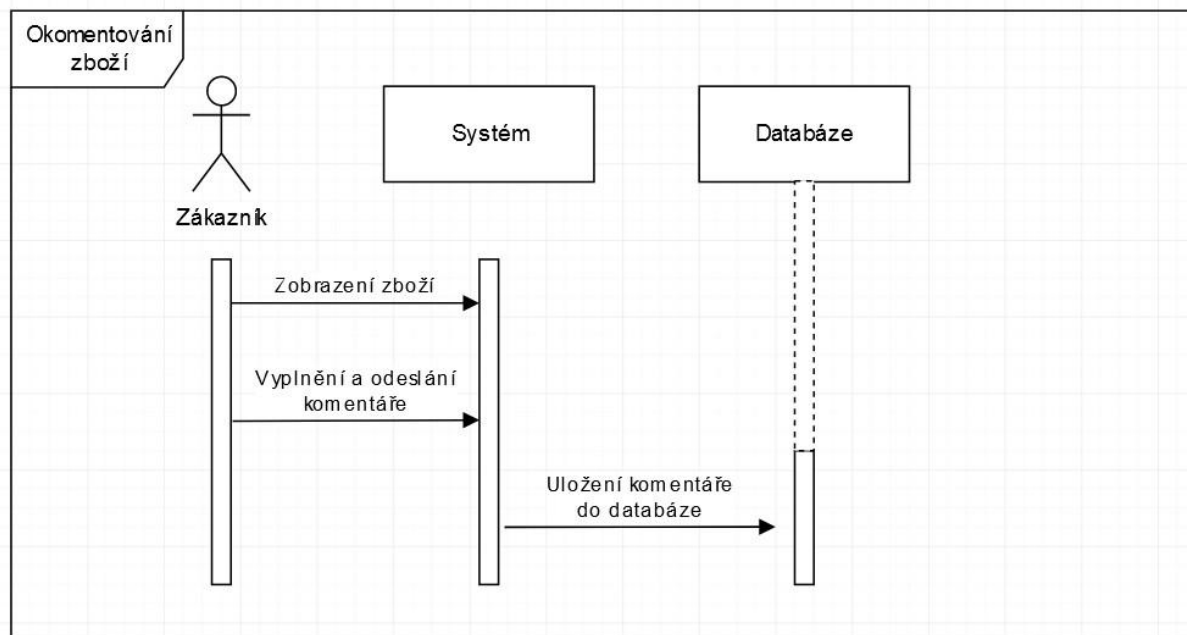 Okomentování
zboží
Systém
Databáze
Zákazník
Zobrazení zboží
Vyplnění a odeslání
komentáře
Uložení komentáře
do databáze